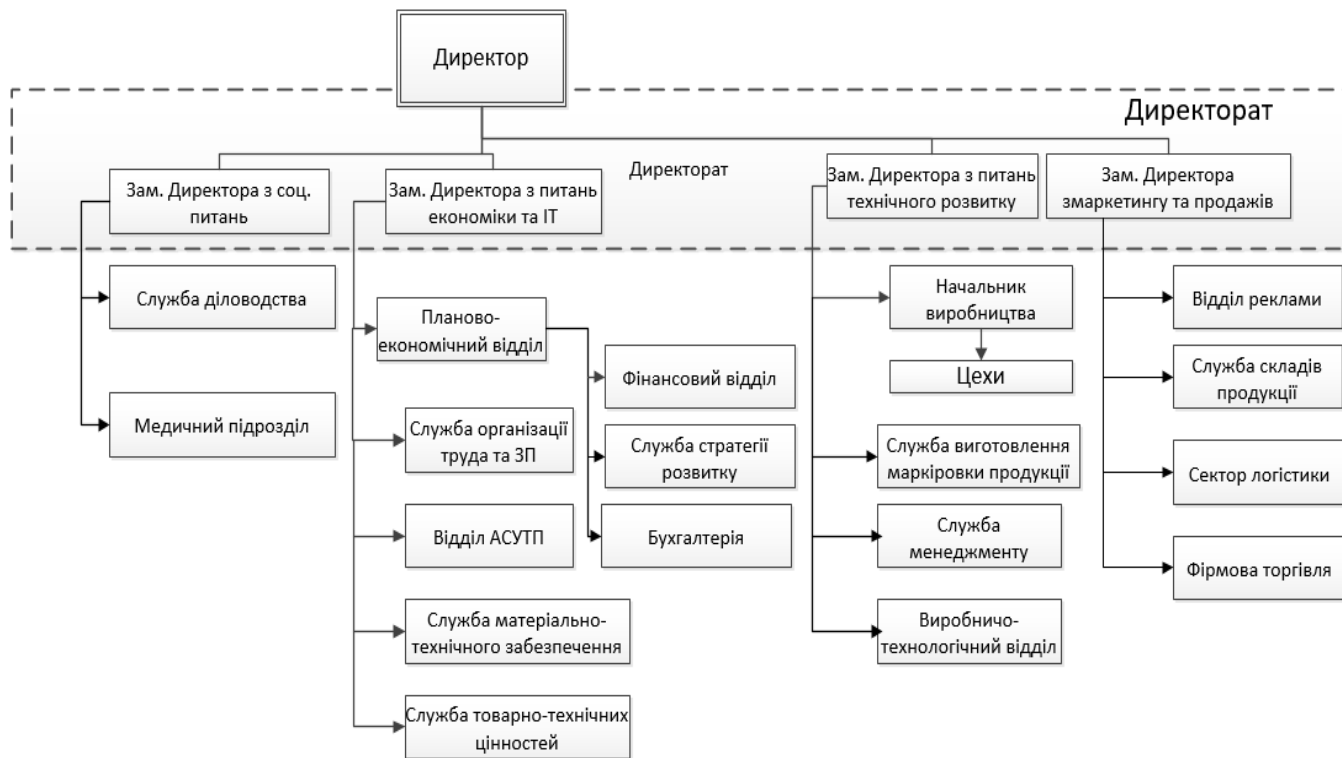 Директор
Директорат
Директорат
Зам. Директора з соц.
питань
Зам. Директора з питань
економіки та ІТ
Зам. Директора з питань
технічного розвитку
Зам. Директора
змаркетингу та продажів
Служба діловодства
Медичний підрозділ
Планово-
економічний відділ
Служба організації
труда та ЗП
Відділ АСУТП
Служба матеріально-
технічного забезпечення
Служба товарно-технічних
цінностей
Фінансовий відділ
Служба стратегії
розвитку
Бухгалтерія
Начальник
виробництва
Цехи
Служба виготовлення
маркіровки продукції
Служба
менеджменту
Виробничо-
технологічний відділ
Відділ реклами
Служба складів
продукції
Сектор логістики
Фірмова торгівля